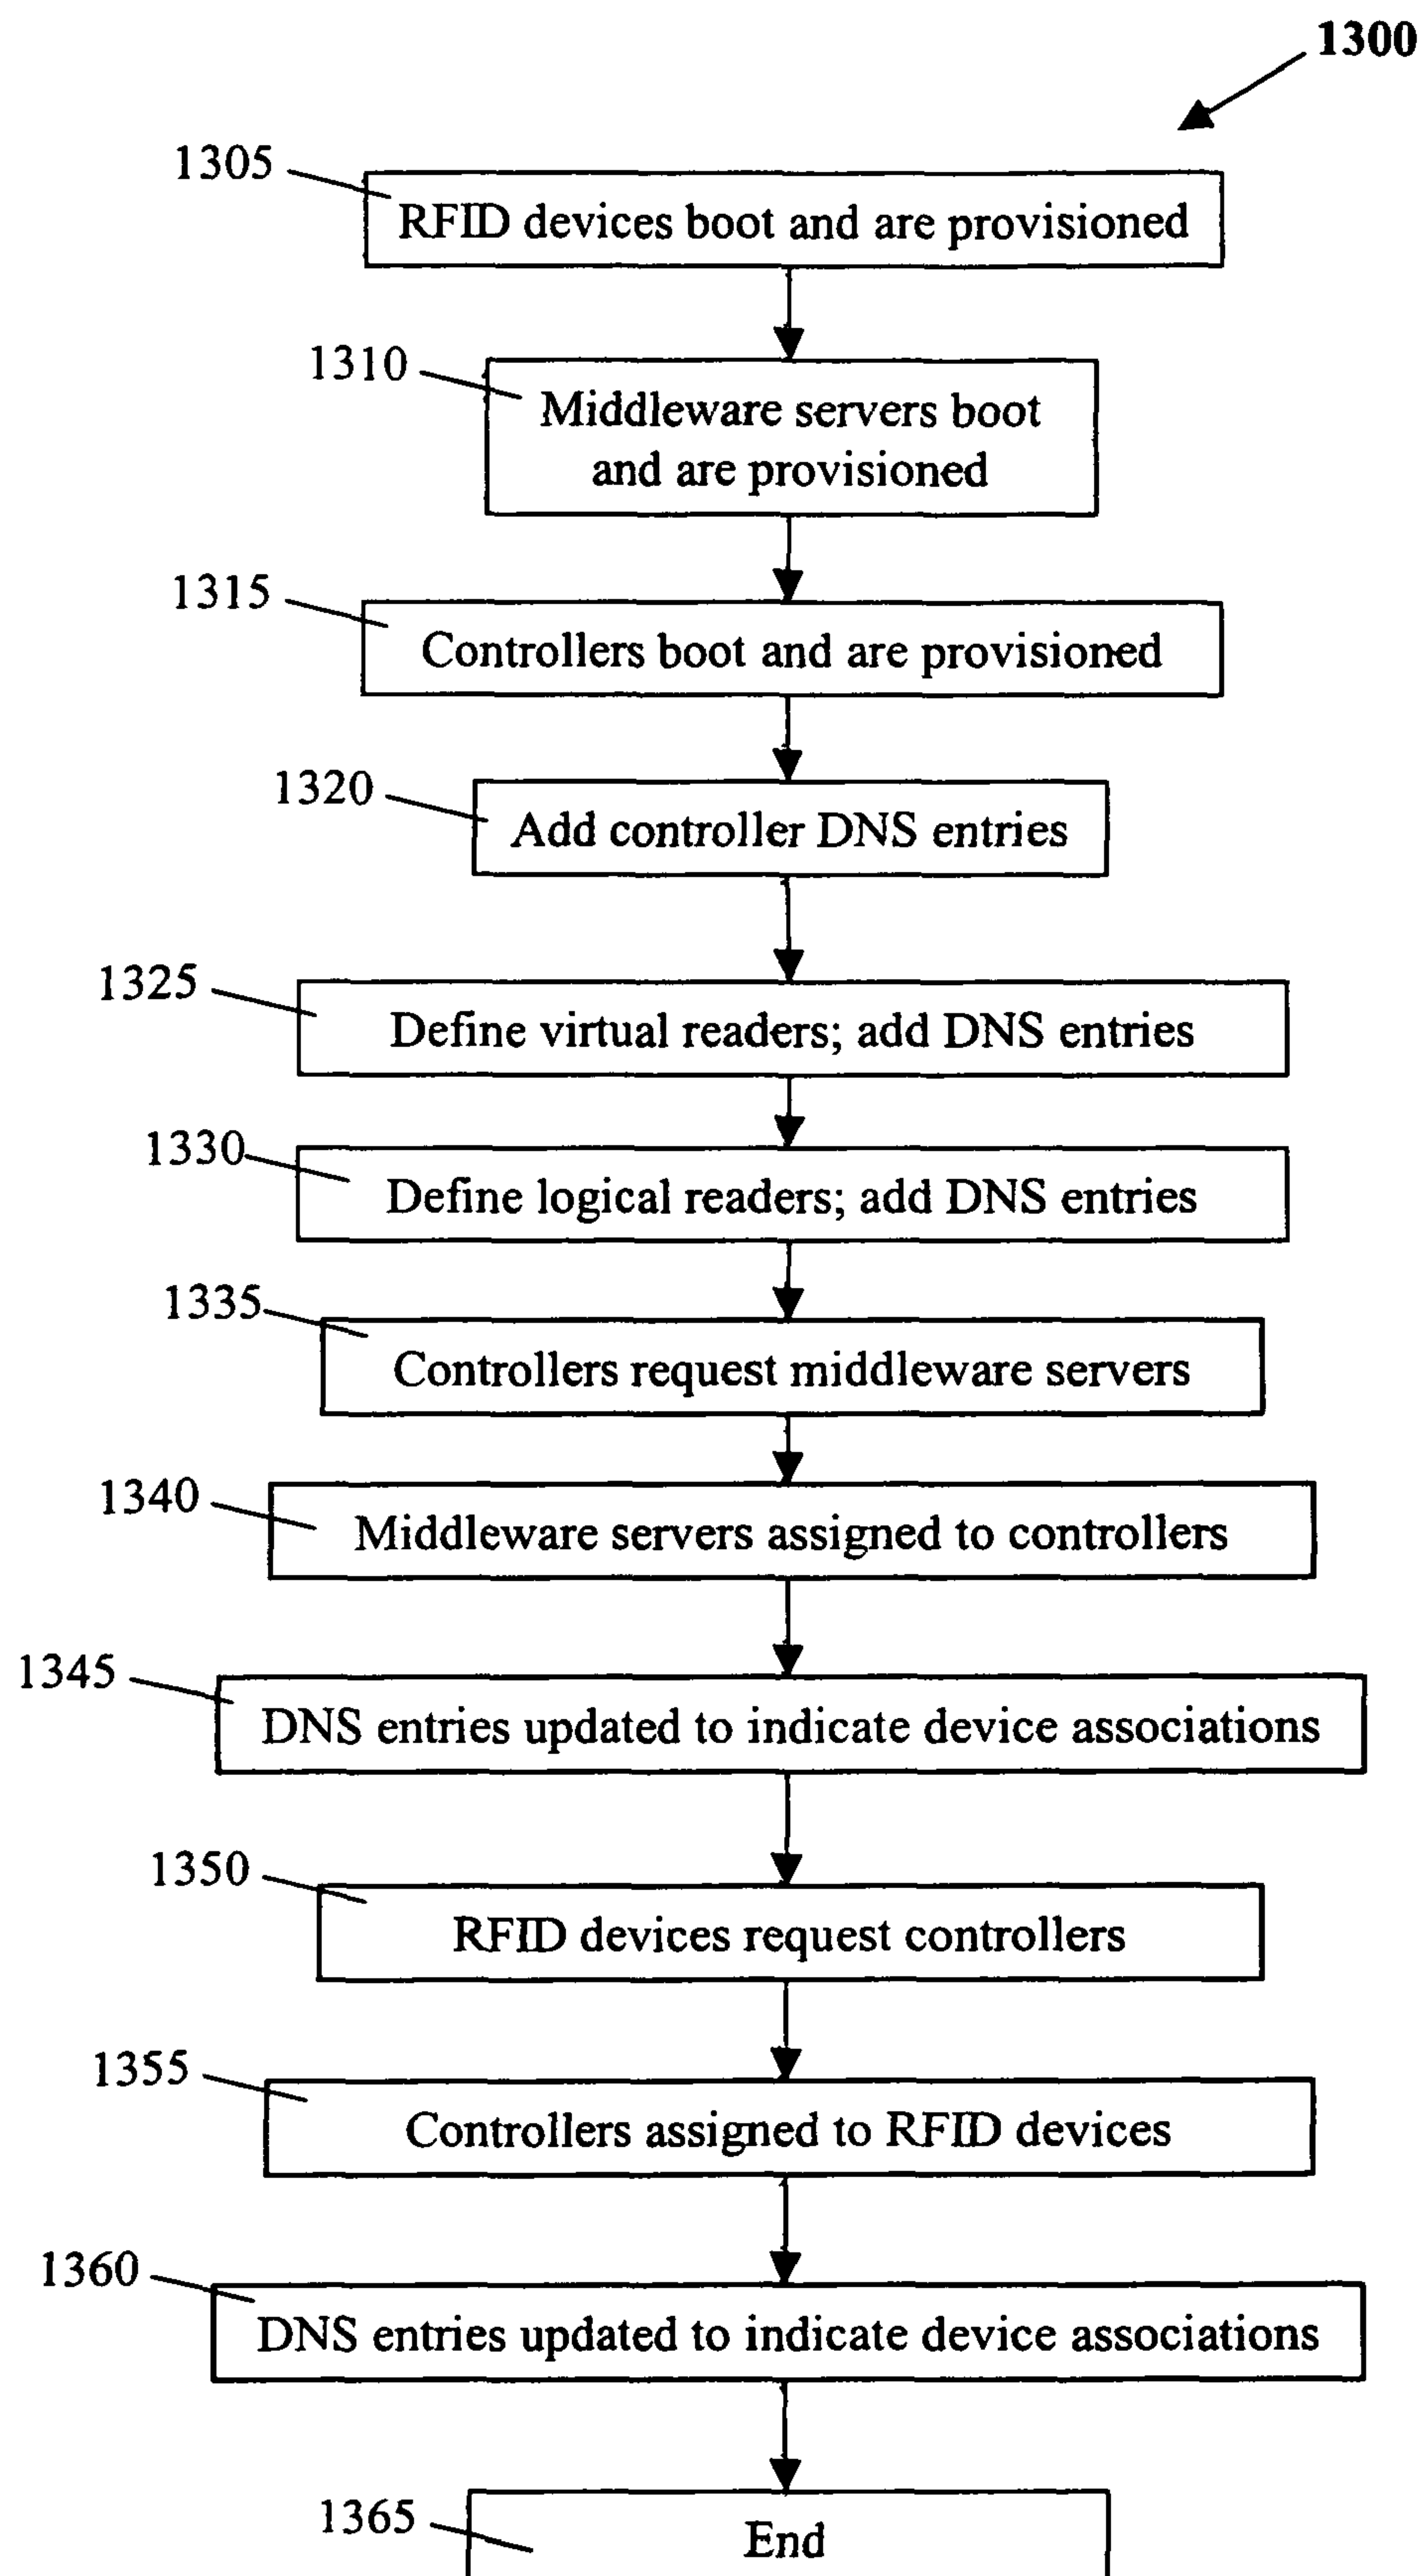 1300
1305
RFID devices boot and are provisioned
1310
Middleware servers boot
and are provisioned
1315
Controllers boot and are provisioned
1320
Add controller DNS entries
1325
Define virtual readers; add DNS entries
1330
Define logical readers; add DNS entries
1335
Controllers request middleware servers
1340
Middleware servers assigned to controllers
1345
DNS entries updated to indicate device associations
1350
RFID devices request controllers
1355
Controllers assigned to RFID devices
1360
DNS entries updated to indicate device associations
1365
End